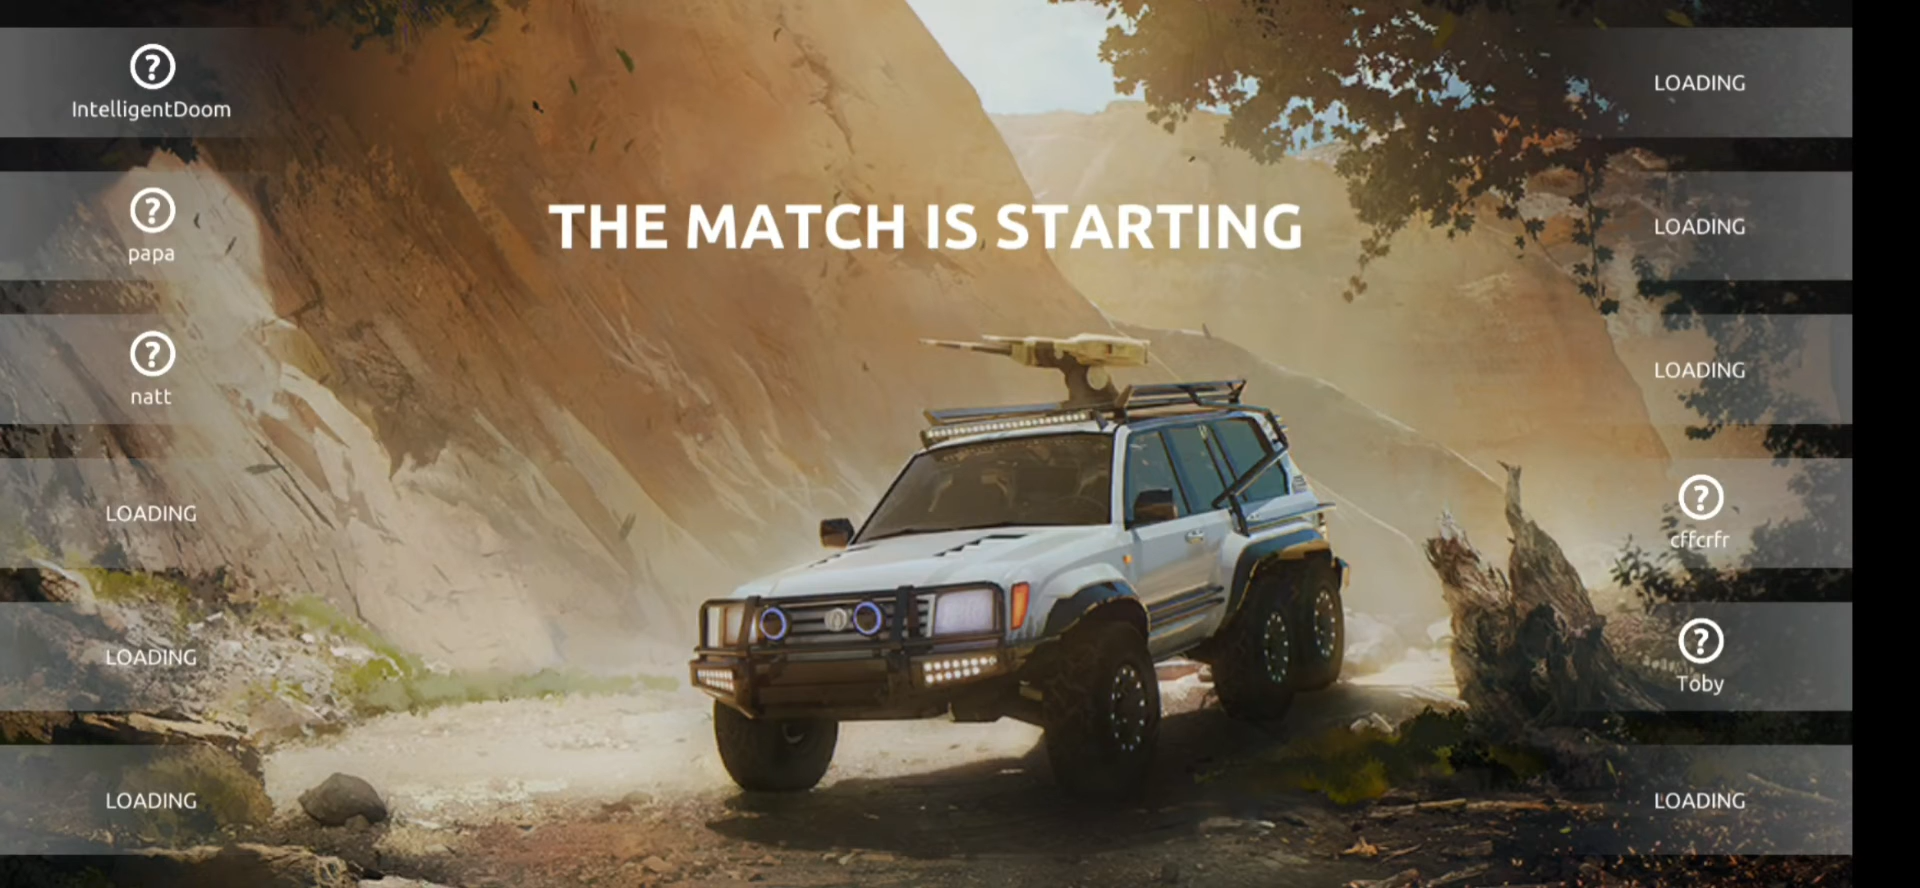 IntelligentDoom
LOADING
papa
LOADING
THE MATCH IS STARTING
natt
LOADING
LOADING
cffcrfr
LOADING
Toby
LOADING
LOADING